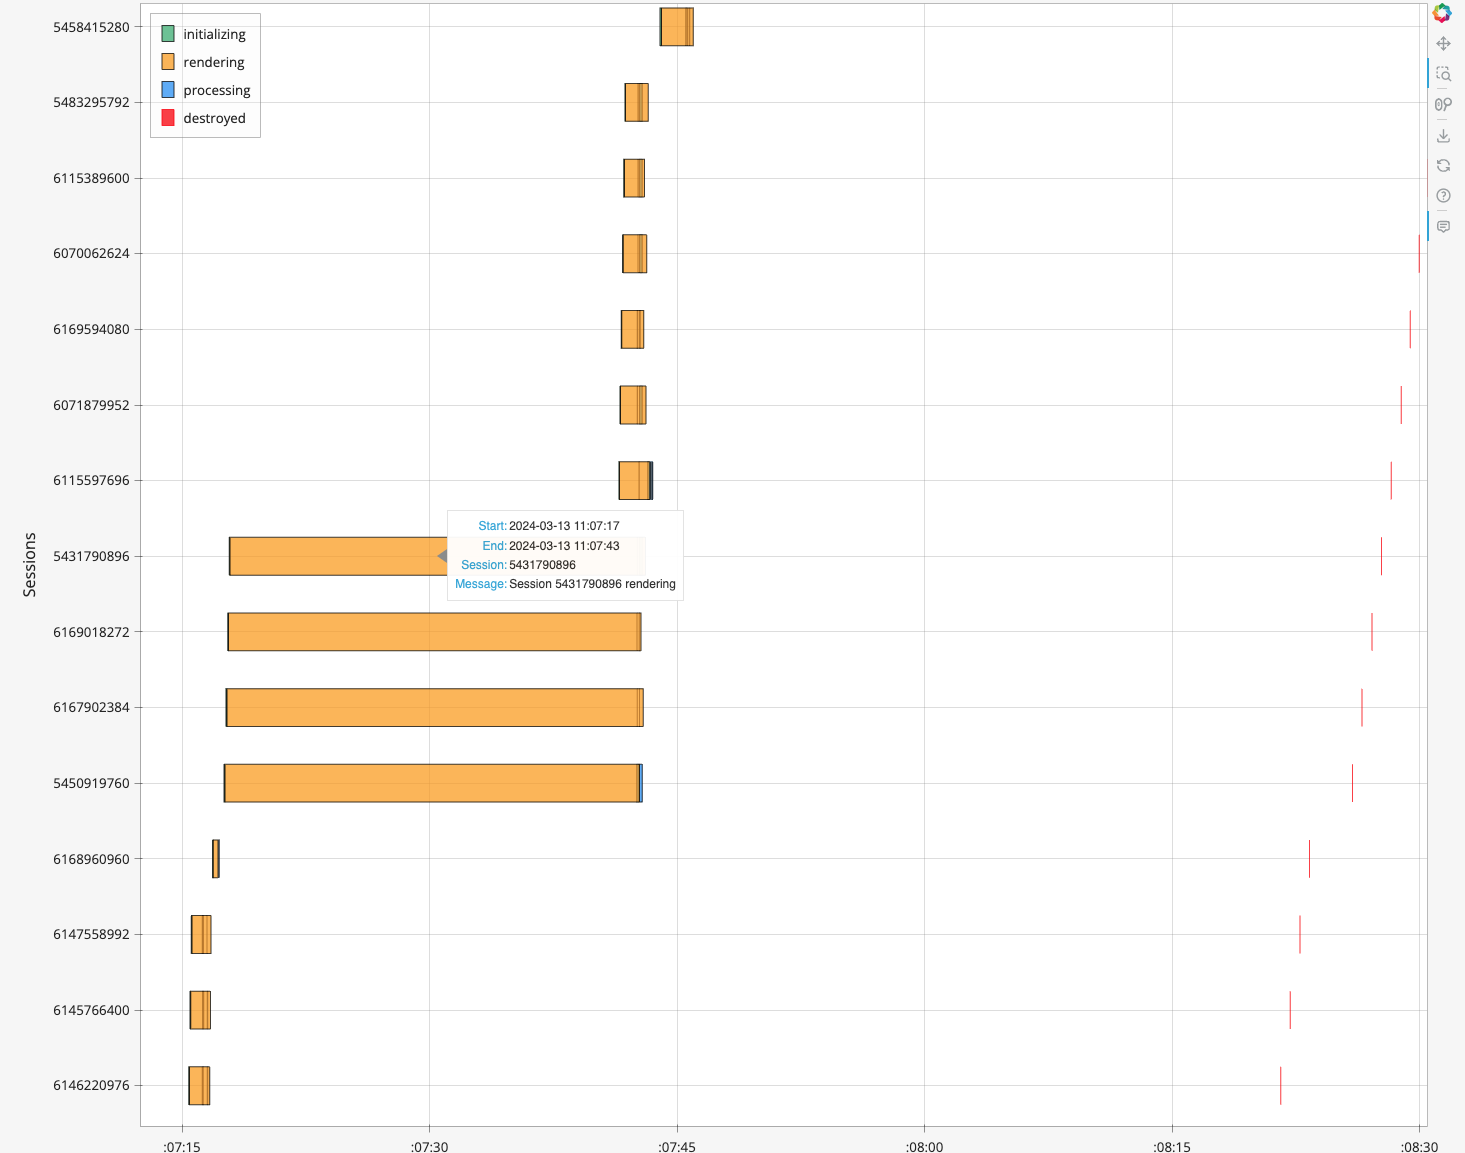 initializing
rendering
processing
destroyed
5458415280
5483295792
6115389600
6070062624
6169594080
6071879952
6115597696
5431790896
6169018272
6167902384
5450919760
6168960960
6147558992
6145766400
6146220976
Sessions
Start: 2024-03-13 11:07:17
End: 2024-03-13 11:07:43
Session: 5431790896
Message: Session 5431790896 rendering
:07:15
:07:30
:07:45
:08:00
:08:15
:08:30